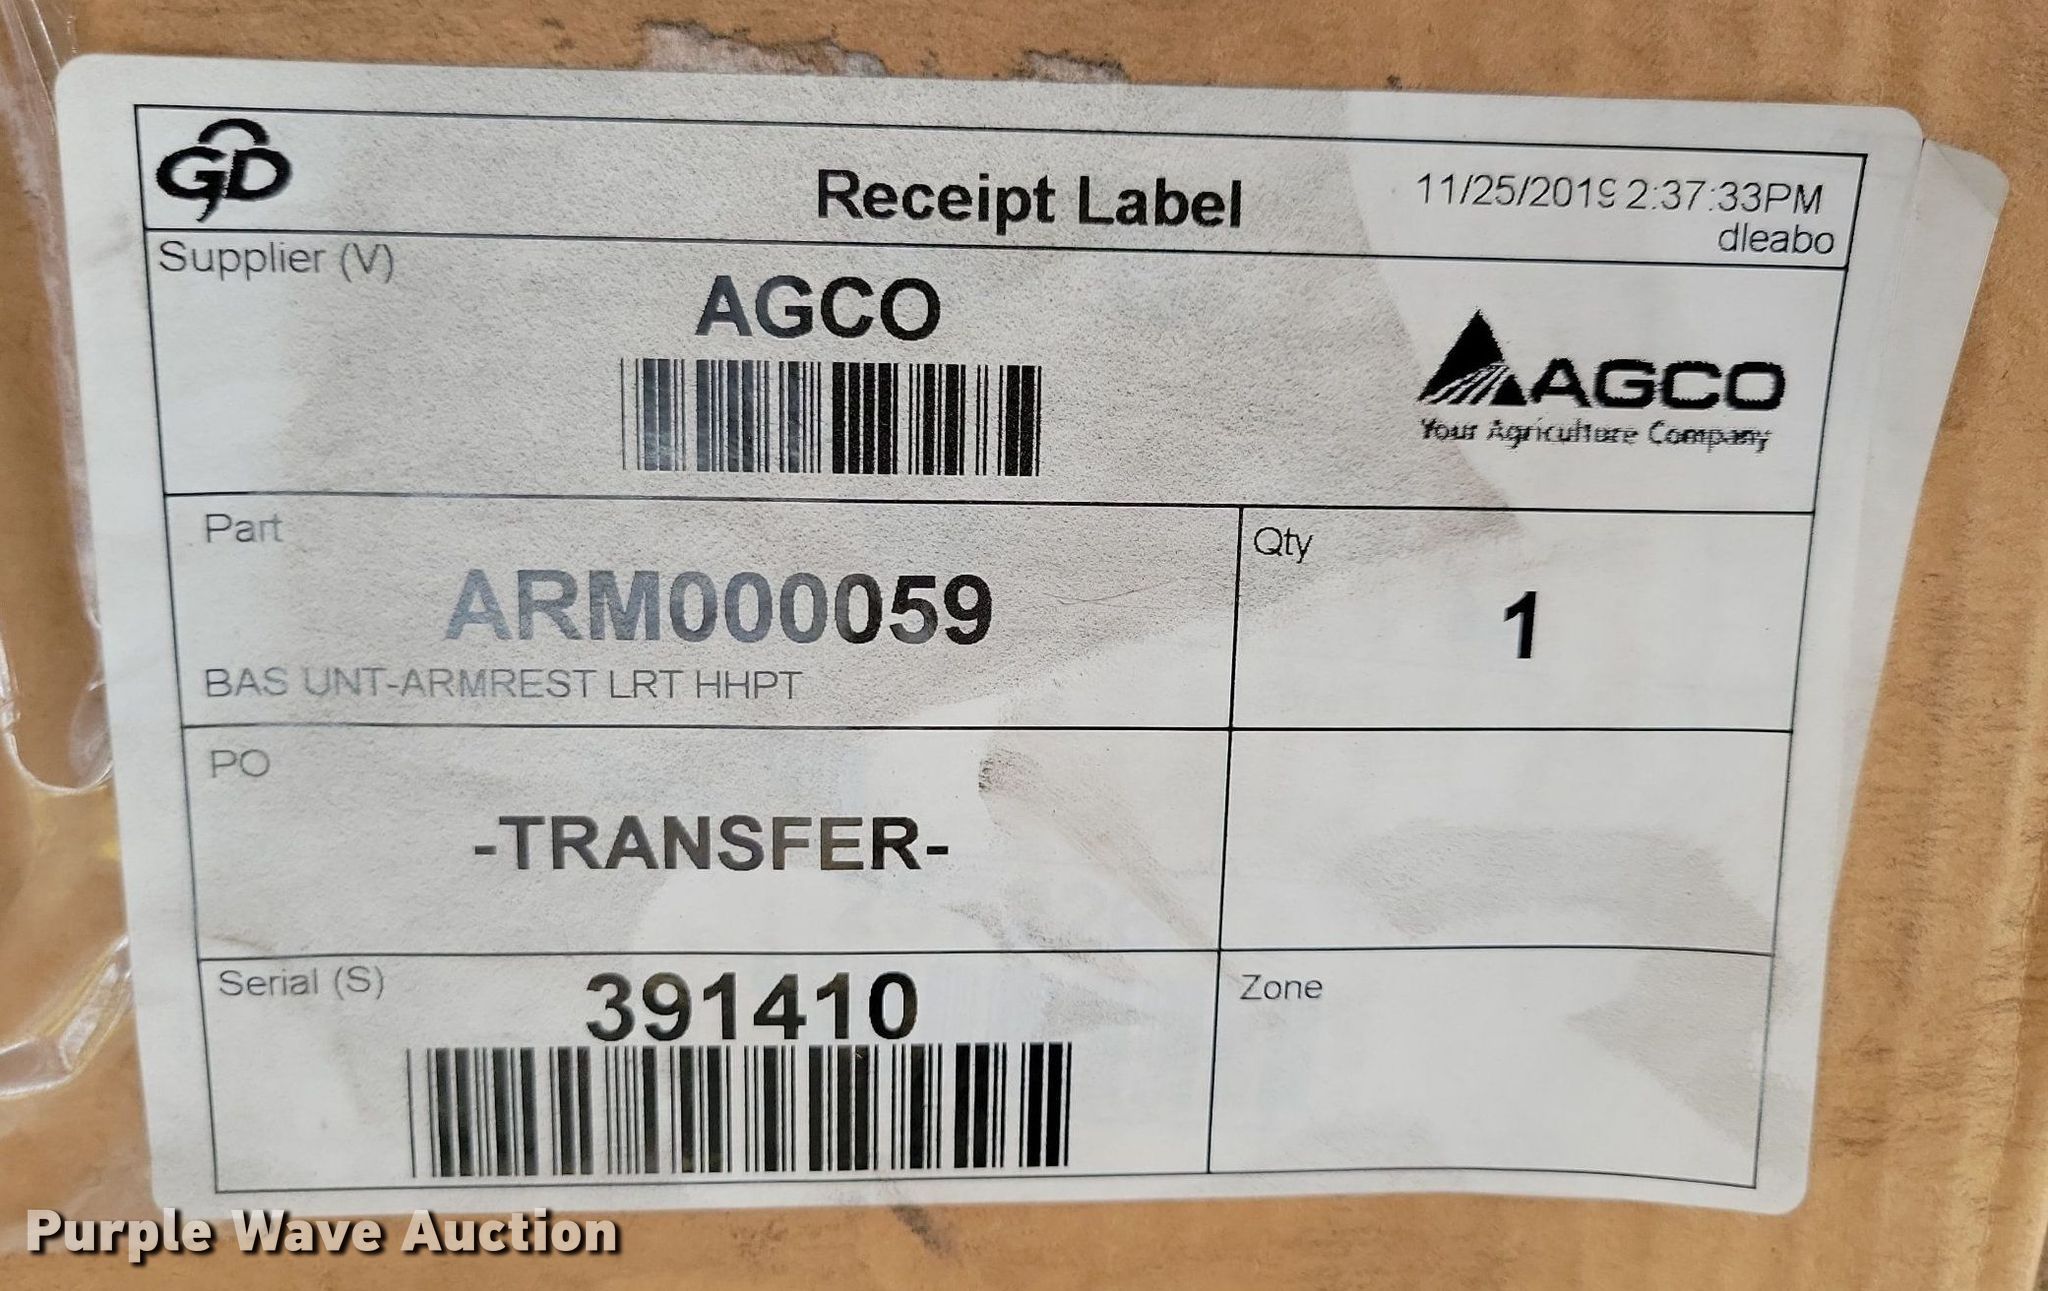 GD
Receipt Label
11/25/2019 2:37:33PM
dleabo
Supplier (V)
AGCO
AGCO
Your Agriculture Company
Part
ARM000059
BAS UNT-ARMREST LRT HHPT
Qty
1
PO
-TRANSFER-
Serial (S)
391410
Zone
Purple Wave Auction